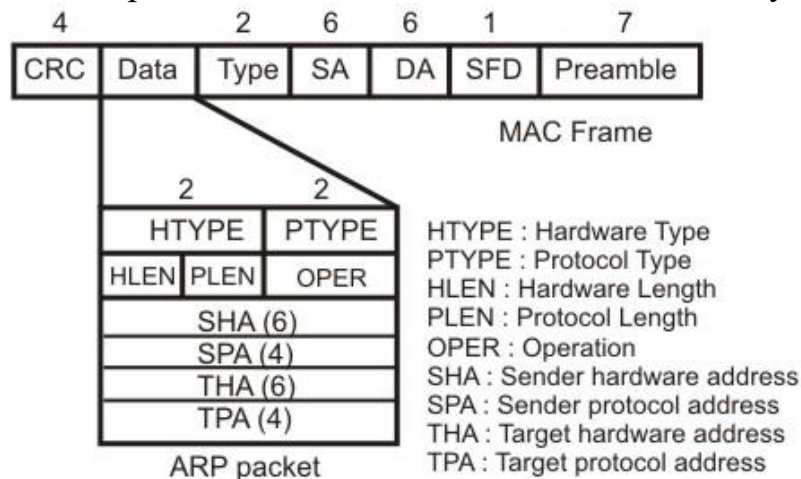 4 2 6 6 1 7
CRC Data Type SA DA SFD Preamble
MAC Frame
2 2
HTYPE PTYPE
HLEN PLEN OPER
SHA (6)
SPA (4)
THA (6)
TPA (4)
ARP packet
HTYPE : Hardware Type
PTYPE : Protocol Type
HLEN : Hardware Length
PLEN : Protocol Length
OPER : Operation
SHA : Sender hardware address
SPA : Sender protocol address
THA : Target hardware address
TPA : Target protocol address